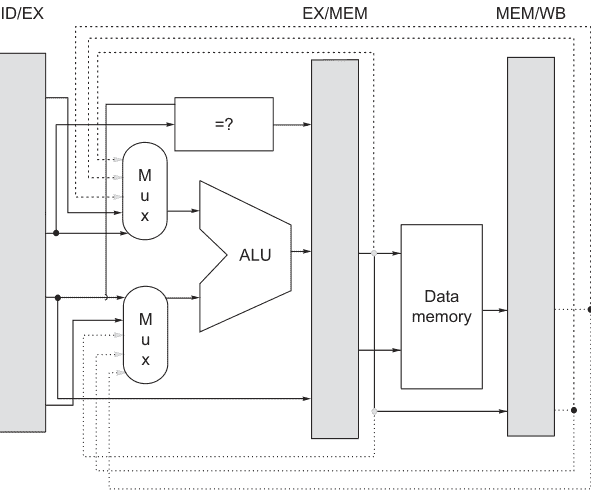 ID/EX
EX/MEM
MEM/WB
=?
M
u
x
ALU
Data
memory
M
u
x